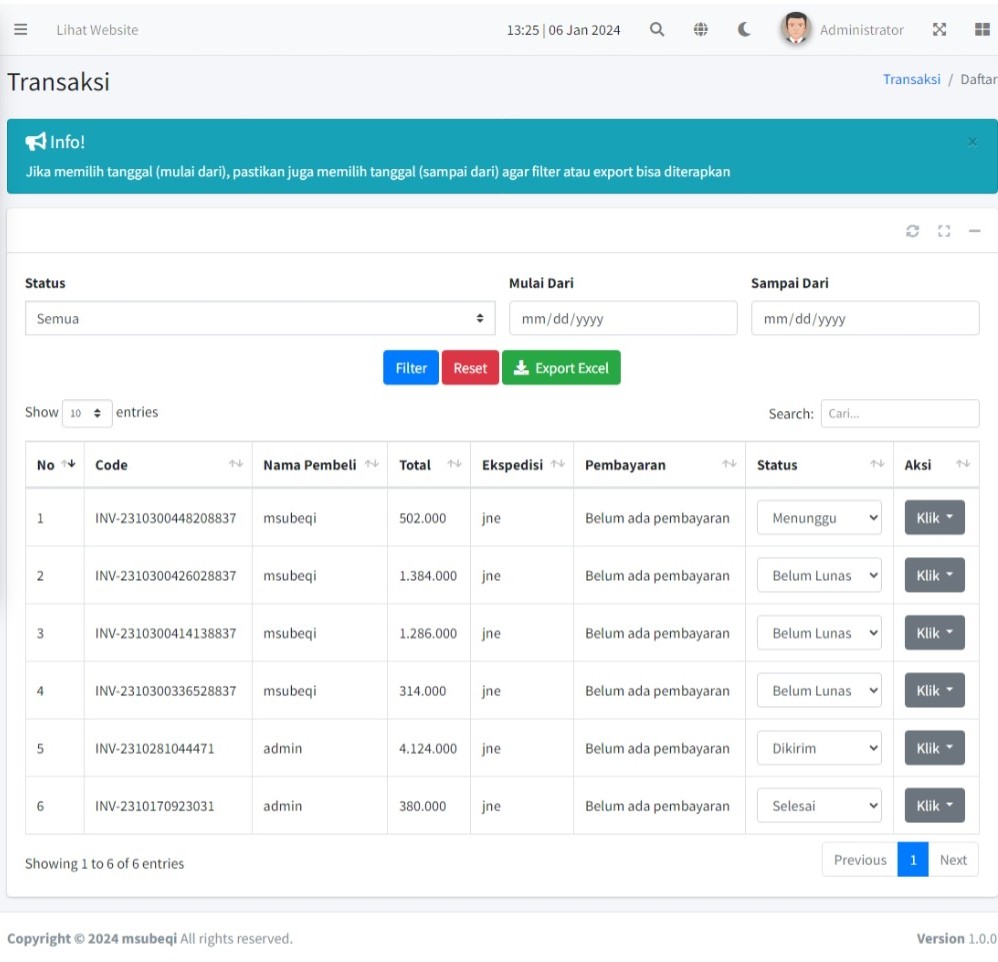 Lihat Website 13:25 | 06 Jan 2024 Administrator
Transaksi Transaksi / Daftar
Info!
×
Jika memilih tanggal (mulai dari), pastikan juga memilih tanggal (sampai dari) agar filter atau export bisa diterapkan
Status Mulai Dari Sampai Dari
Semua mm/dd/yyyy mm/dd/yyyy
Filter Reset Export Excel
Show 10 entries Search: Cari...
No Code Nama Pembeli Total Ekspedisi Pembayaran Status Aksi
1 INV-2310300448208837 msubeqi 502.000 jne Belum ada pembayaran Menunggu Klik
2 INV-2310300426028837 msubeqi 1.384.000 jne Belum ada pembayaran Belum Lunas Klik
3 INV-2310300414138837 msubeqi 1.286.000 jne Belum ada pembayaran Belum Lunas Klik
4 INV-2310300336528837 msubeqi 314.000 jne Belum ada pembayaran Belum Lunas Klik
5 INV-2310281044471 admin 4.124.000 jne Belum ada pembayaran Dikirim Klik
6 INV-2310170923031 admin 380.000 jne Belum ada pembayaran Selesai Klik
Showing 1 to 6 of 6 entries Previous 1 Next
Copyright © 2024 msubeqi All rights reserved. Version 1.0.0